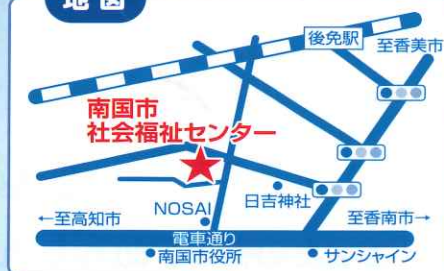 地図
後免駅
至香美市
南国市
社会福祉センター
日吉神社
NOSAI
←至高知市
至香南市→
電車通り
南国市役所
サンシャイン